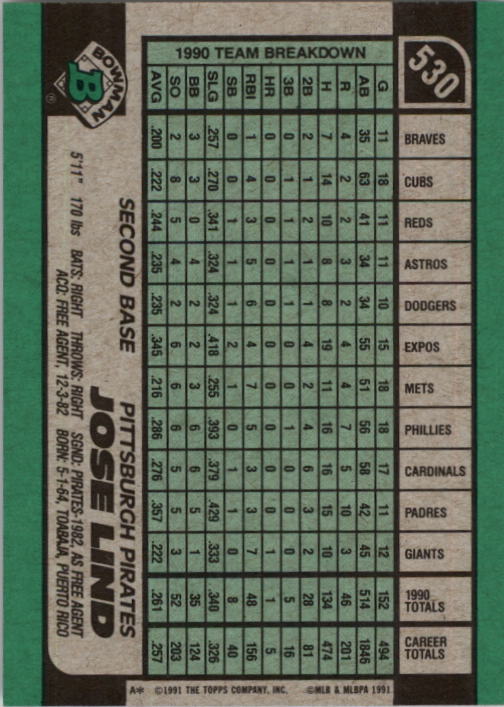 530
BRAVES CUBS REDS ASTROS DODGERS EXPOS METS PHILLIES CARDINALS PADRES GIANTS 1990 TOTALS CAREER TOTALS
1990 TEAM BREAKDOWN
G 11 18 11 11 10 15 18 18 17 11 12 152 494
AB 35 63 41 34 34 55 51 56 58 42 45 514 1846
R 4 2 2 3 2 4 4 7 5 10 3 46 201
H 7 14 10 8 8 19 11 16 16 15 10 134 474
2B 2 1 2 1 1 4 2 4 6 3 2 28 81
3B 0 1 1 1 1 0 0 1 0 0 0 5 16
HR 0 0 0 0 0 0 0 0 0 0 1 1 5
RBI 1 4 3 5 6 4 7 5 3 3 7 48 156
SB 0 0 1 1 1 2 1 0 1 1 0 8 40
SLG .257 .270 .341 .324 .324 .418 .255 .393 .379 .429 .333 .340 .326
BB 3 3 0 4 2 2 3 6 6 5 1 35 124
SO 2 8 5 4 2 6 6 6 5 5 3 52 203
AVG .200 .222 .244 .235 .235 .345 .216 .286 .276 .357 .222 .261 .257
BOWMAN
B
®
SECOND BASE PITTSBURGH PIRATES
JOSE LIND
5'11" 170 lbs BATS: RIGHT THROWS: RIGHT SGND: PIRATES-1982, AS FREE AGENT
ACQ: FREE AGENT, 12-3-82 BORN: 5-1-64, TOABAJA, PUERTO RICO
A* ©1991 THE TOPPS COMPANY, INC. ©MLB & MLBPA 1991